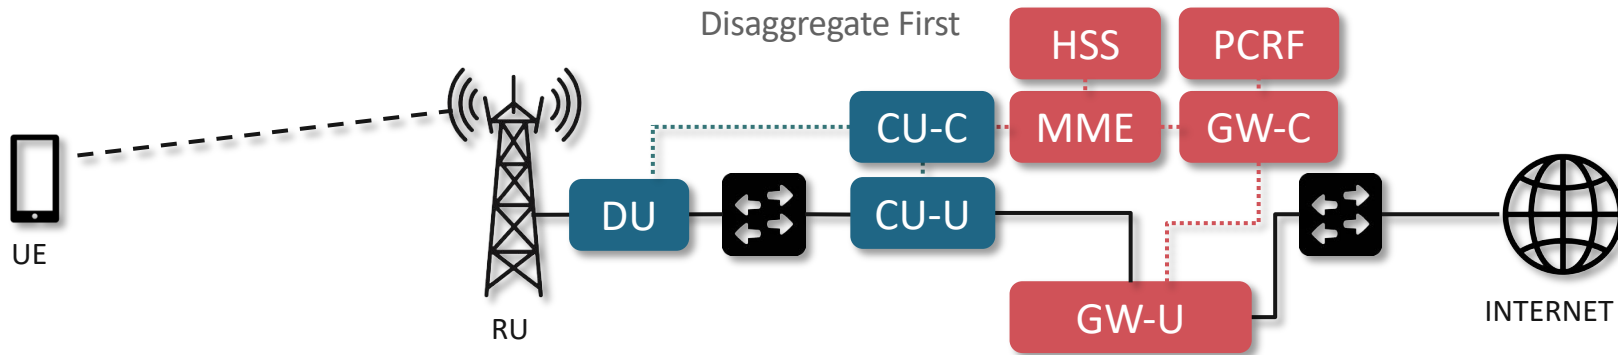 Disaggregate First
HSS
PCRF
CU-C
MME
GW-C
DU
CU-U
UE
RU
GW-U
INTERNET